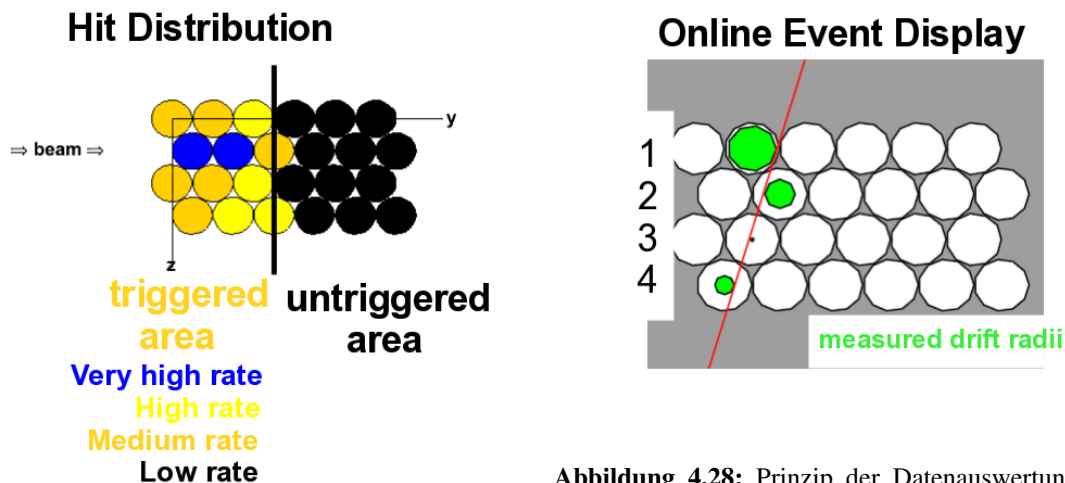 Hit Distribution
y
⇒ beam ⇒
z
triggered area
untriggered area
Very high rate
High rate
Medium rate
Low rate
Online Event Display
1
2
3
4
measured drift radii
Abbildung 4.28: Prinzip der Datenauswertun